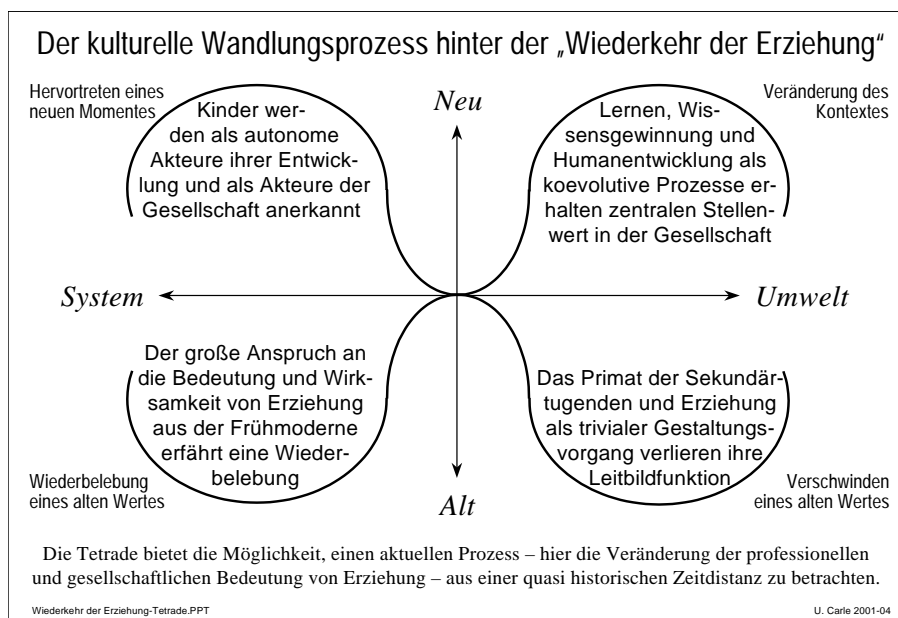 Der kulturelle Wandlungsprozess hinter der „Wiederkehr der Erziehung“
Hervortreten eines
neuen Momentes
Kinder wer-
den als autonome
Akteure ihrer Entwick-
lung und als Akteure der
Gesellschaft anerkannt
Neu
Lernen, Wis-
sensgewinnung und
Humanentwicklung als
koevolutive Prozesse er-
halten zentralen Stellen-
wert in der Gesellschaft
Veränderung des
Kontextes
System
Umwelt
Der große Anspruch an
die Bedeutung und Wirk-
samkeit von Erziehung
aus der Frühmoderne
erfährt eine Wieder-
belebung
Wiederbelebung
eines alten Wertes
Alt
Das Primat der Sekundär-
tugenden und Erziehung
als trivialer Gestaltungs-
vorgang verlieren ihre
Leitbildfunktion
Verschwinden
eines alten Wertes
Die Tetrade bietet die Möglichkeit, einen aktuellen Prozess – hier die Veränderung der professionellen
und gesellschaftlichen Bedeutung von Erziehung – aus einer quasi historischen Zeitdistanz zu betrachten.
Wiederkehr der Erziehung-Tetrade.PPT
U. Carle 2001-04